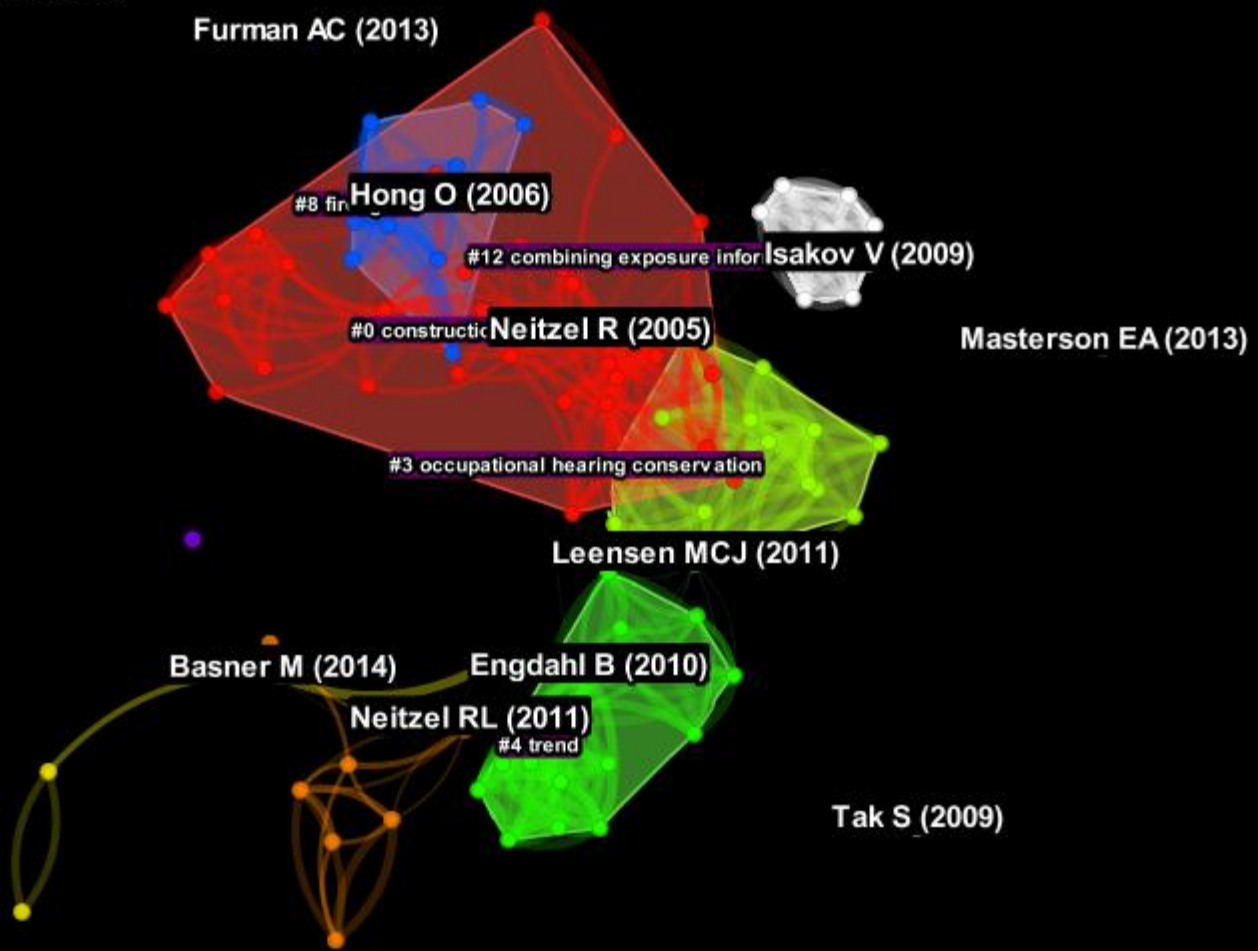 Furman AC (2013)
#8 fire
Hong O (2006)
#12 combining exposure infor
Isakov V (2009)
#0 constructio
Neitzel R (2005)
Masterson EA (2013)
#3 occupational hearing conservation
Leensen MCJ (2011)
Basner M (2014)
Engdahl B (2010)
Neitzel RL (2011)
#4 trend
Tak S (2009)